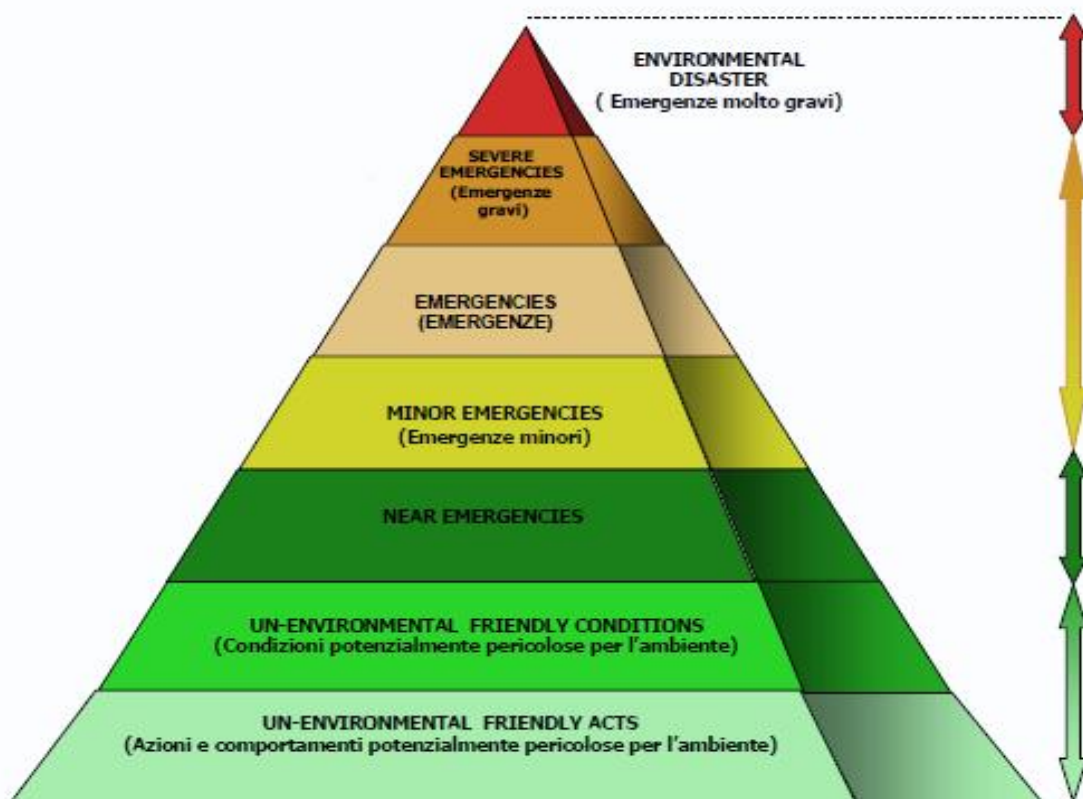 ENVIRONMENTAL
DISASTER
( Emergenze molto gravi)
SEVERE
EMERGENCIES
(Emergenze
gravi)
EMERGENCIES
(EMERGENZE)
MINOR EMERGENCIES
(Emergenze minori)
NEAR EMERGENCIES
UN-ENVIRONMENTAL FRIENDLY CONDITIONS
(Condizioni potenzialmente pericolose per l'ambiente)
UN-ENVIRONMENTAL FRIENDLY ACTS
(Azioni e comportamenti potenzialmente pericolose per l'ambiente)